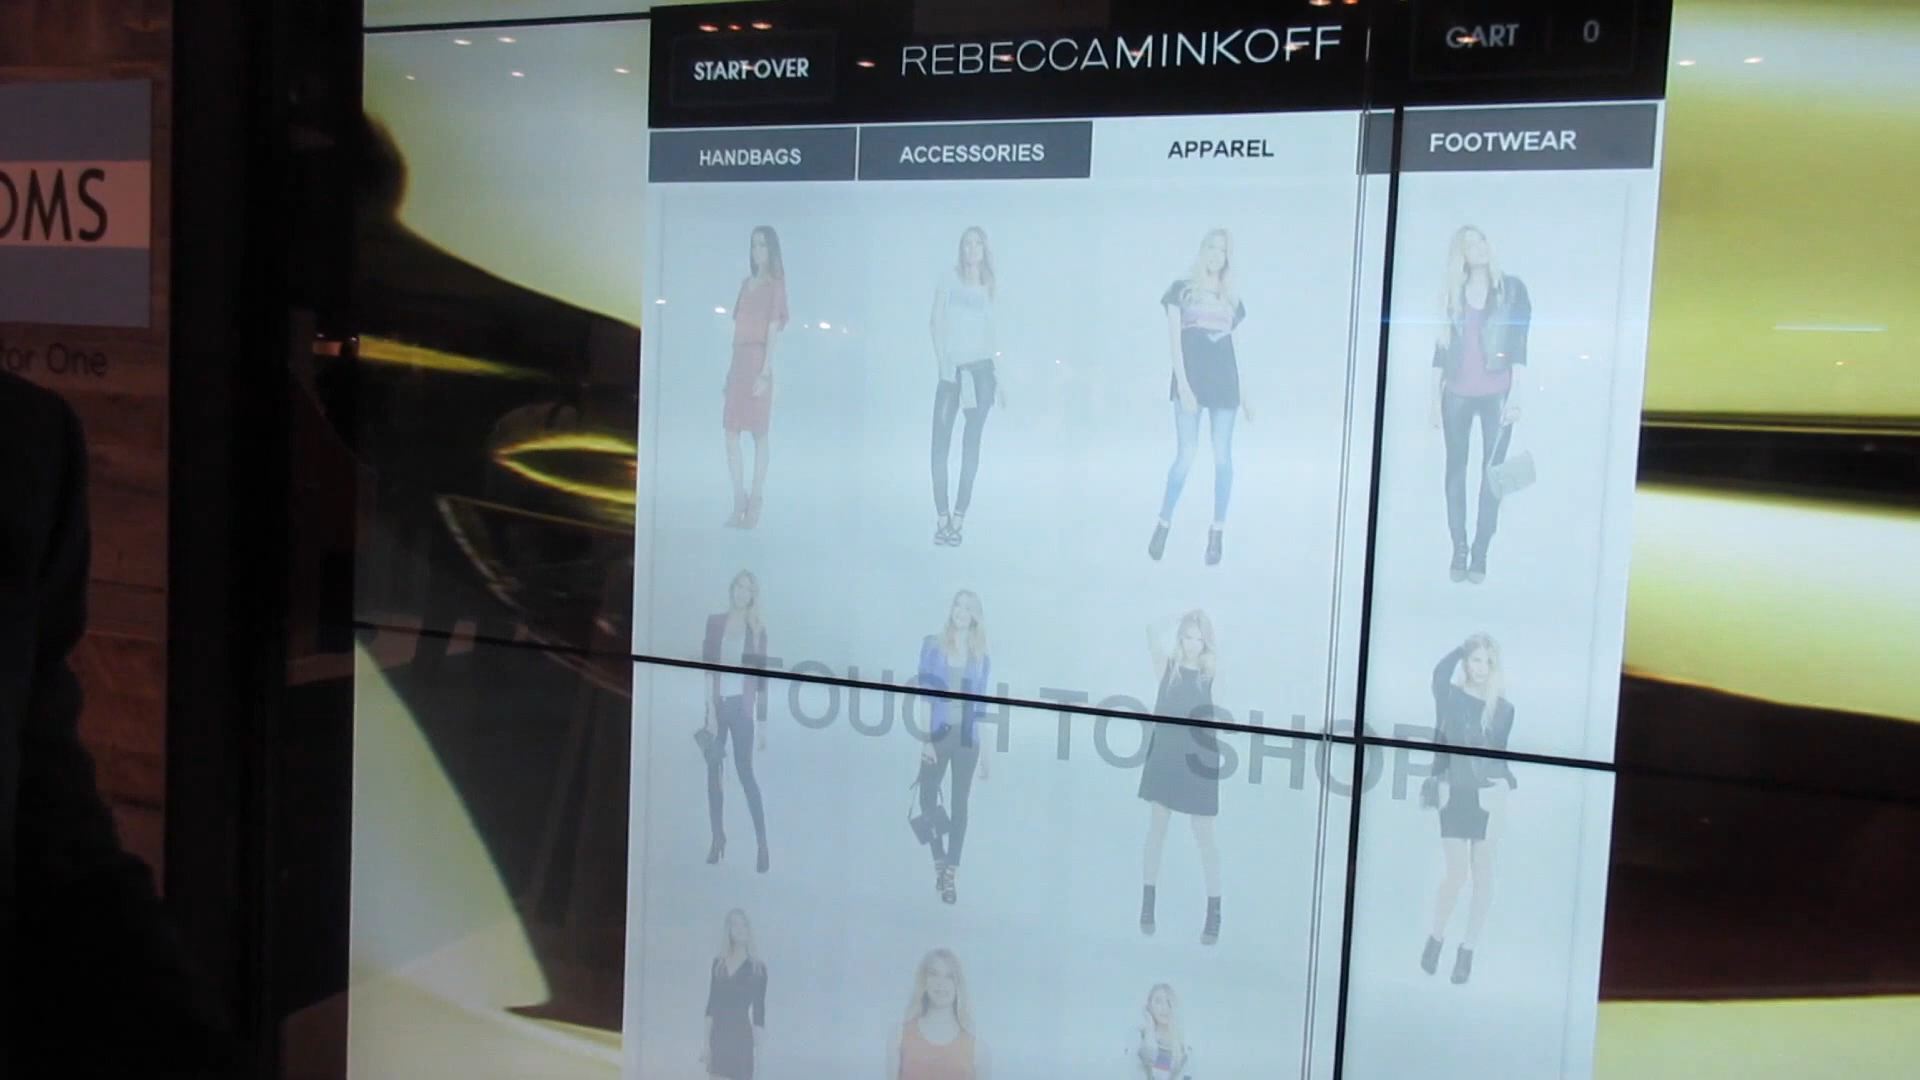 START OVER
REBECCAMINKOFF
CART 0
HANDBAGS
ACCESSORIES
APPAREL
FOOTWEAR
OMS
for One
TOUCH TO SHOP